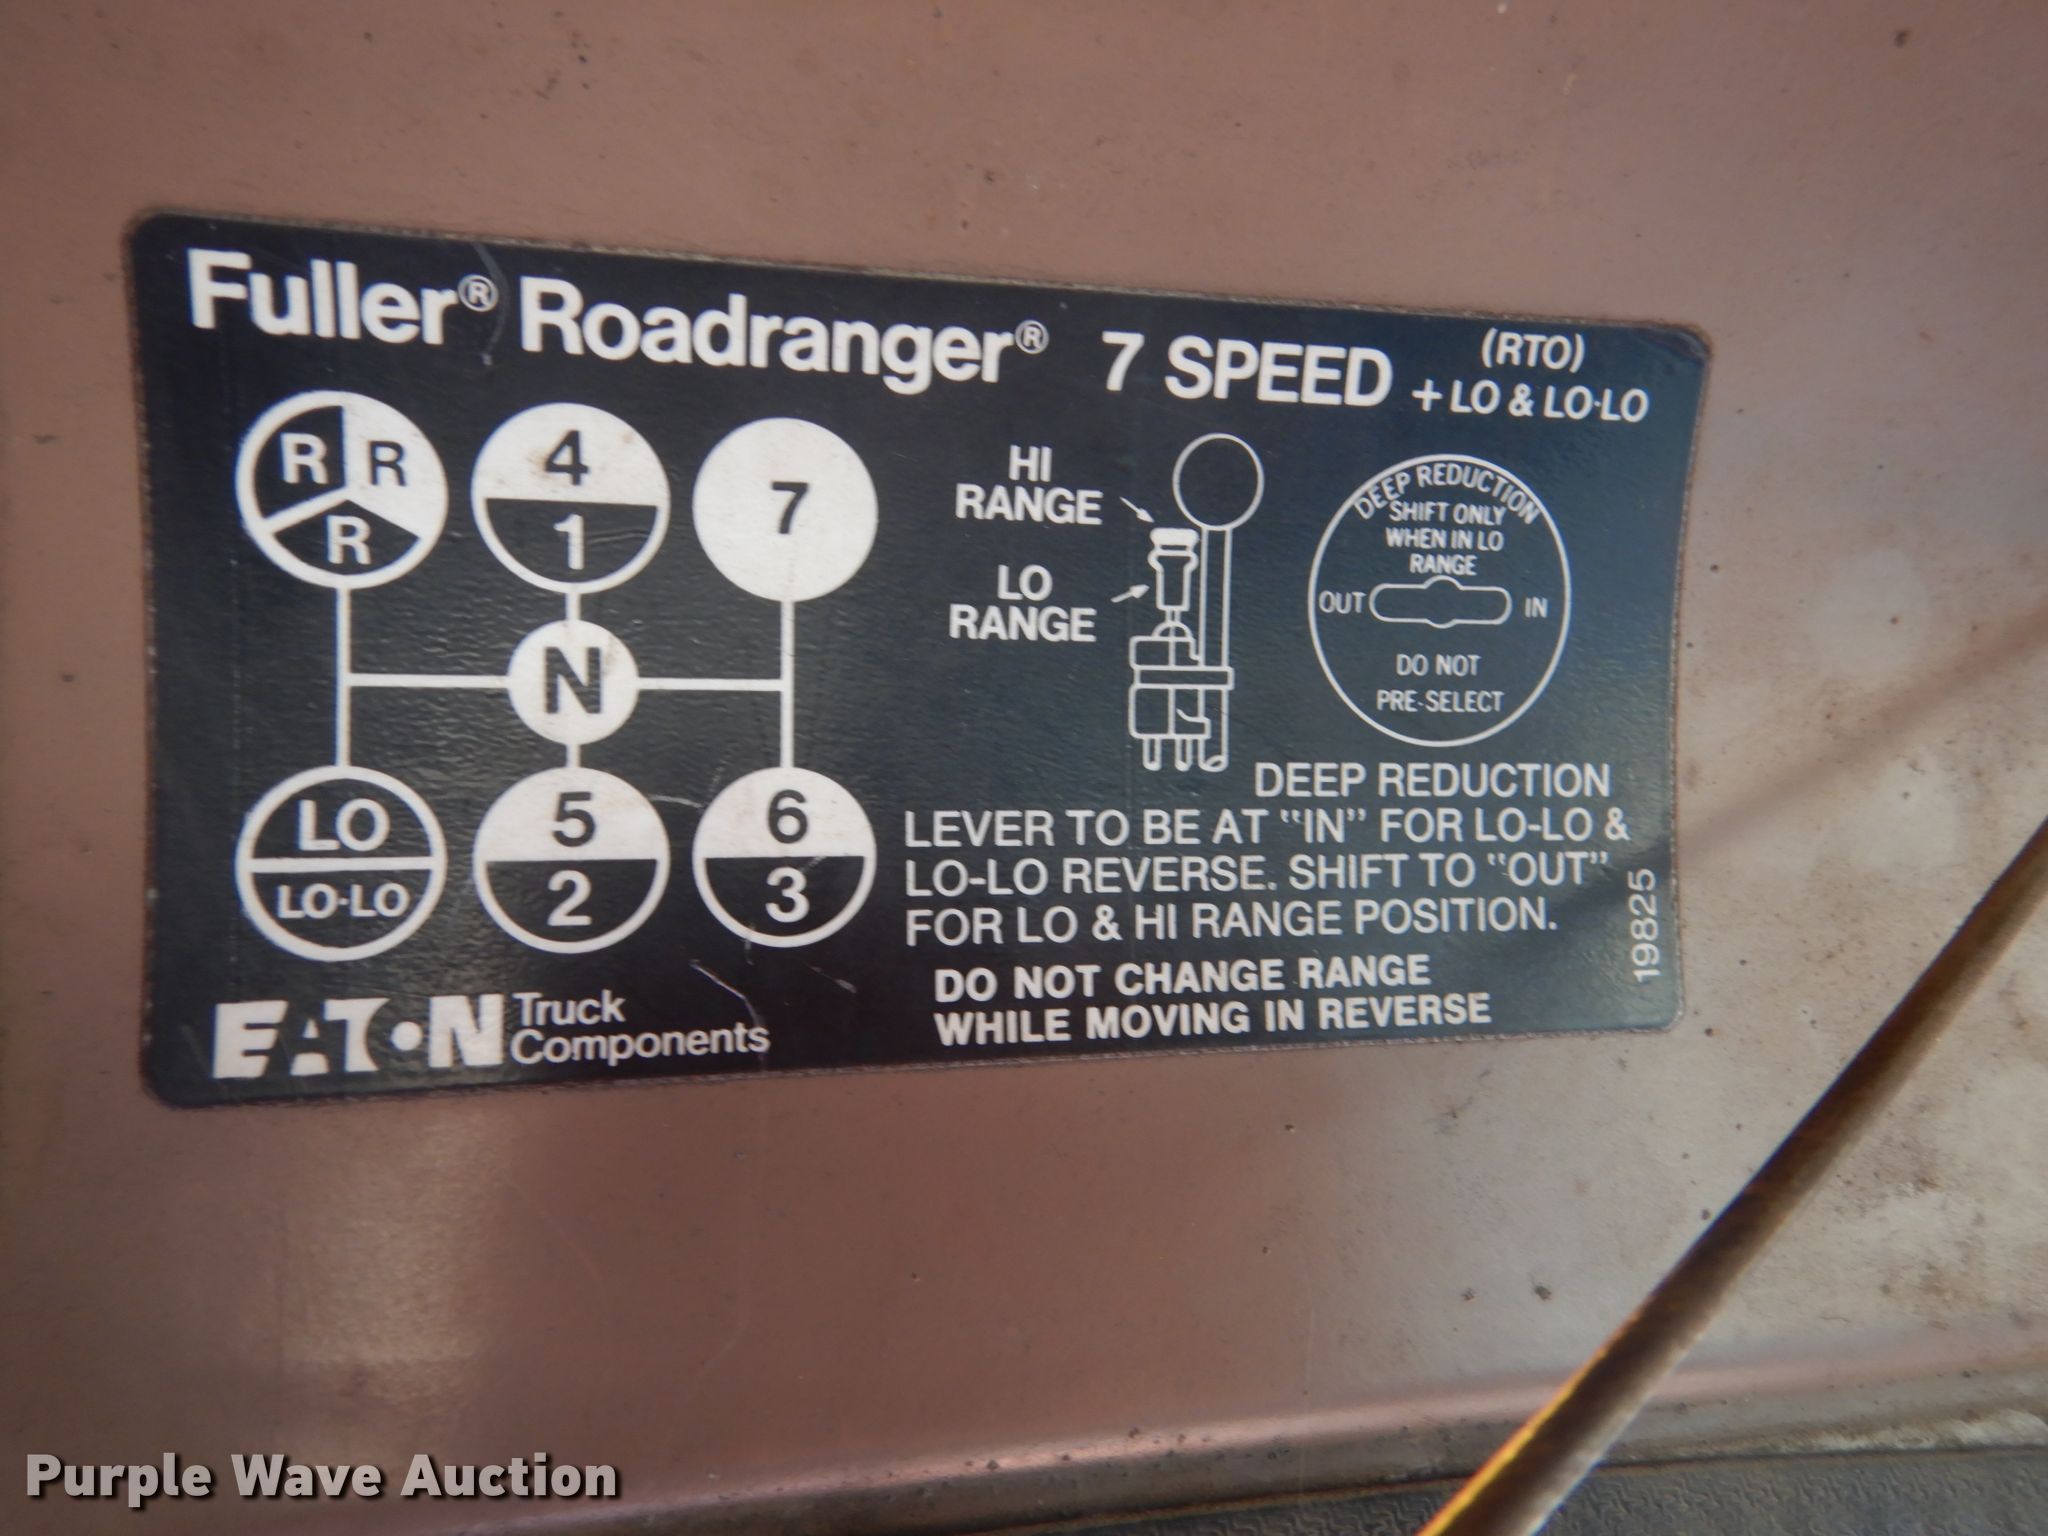 Fuller® Roadranger® 7 SPEED (RTO)
+ LO & LO-LO
R R
R
4
1
7
N
LO
LO-LO
5
2
6
3
HI
RANGE
LO
RANGE
DEEP REDUCTION
SHIFT ONLY
WHEN IN LO
RANGE
OUT IN
DO NOT
PRE-SELECT
DEEP REDUCTION
LEVER TO BE AT "IN" FOR LO-LO &
LO-LO REVERSE. SHIFT TO "OUT"
FOR LO & HI RANGE POSITION.
DO NOT CHANGE RANGE
WHILE MOVING IN REVERSE
19825
EATON Truck
Components
Purple Wave Auction